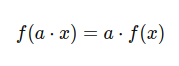 f(a · x) = a · f(x)